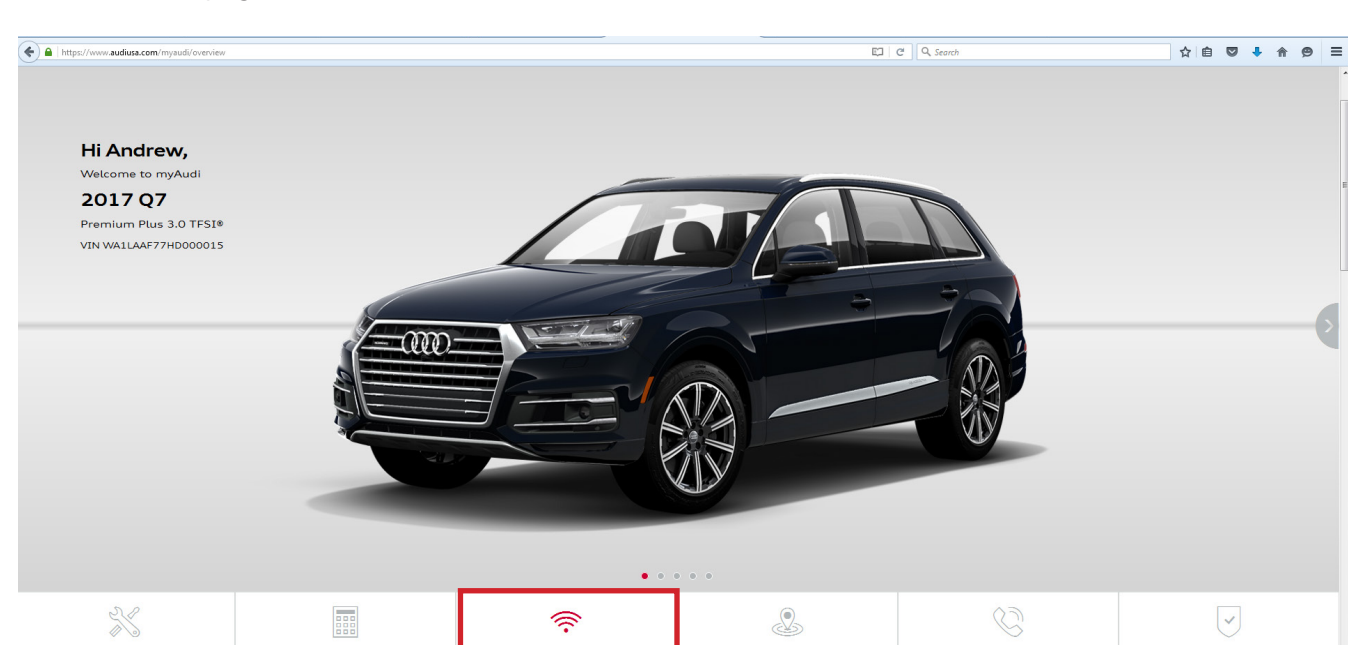 https://www.audiusa.com/myaudi/overview
Search
Hi Andrew,
Welcome to myAudi
2017 Q7
Premium Plus 3.0 TFSI®
VIN WA1LAAF77HD000015